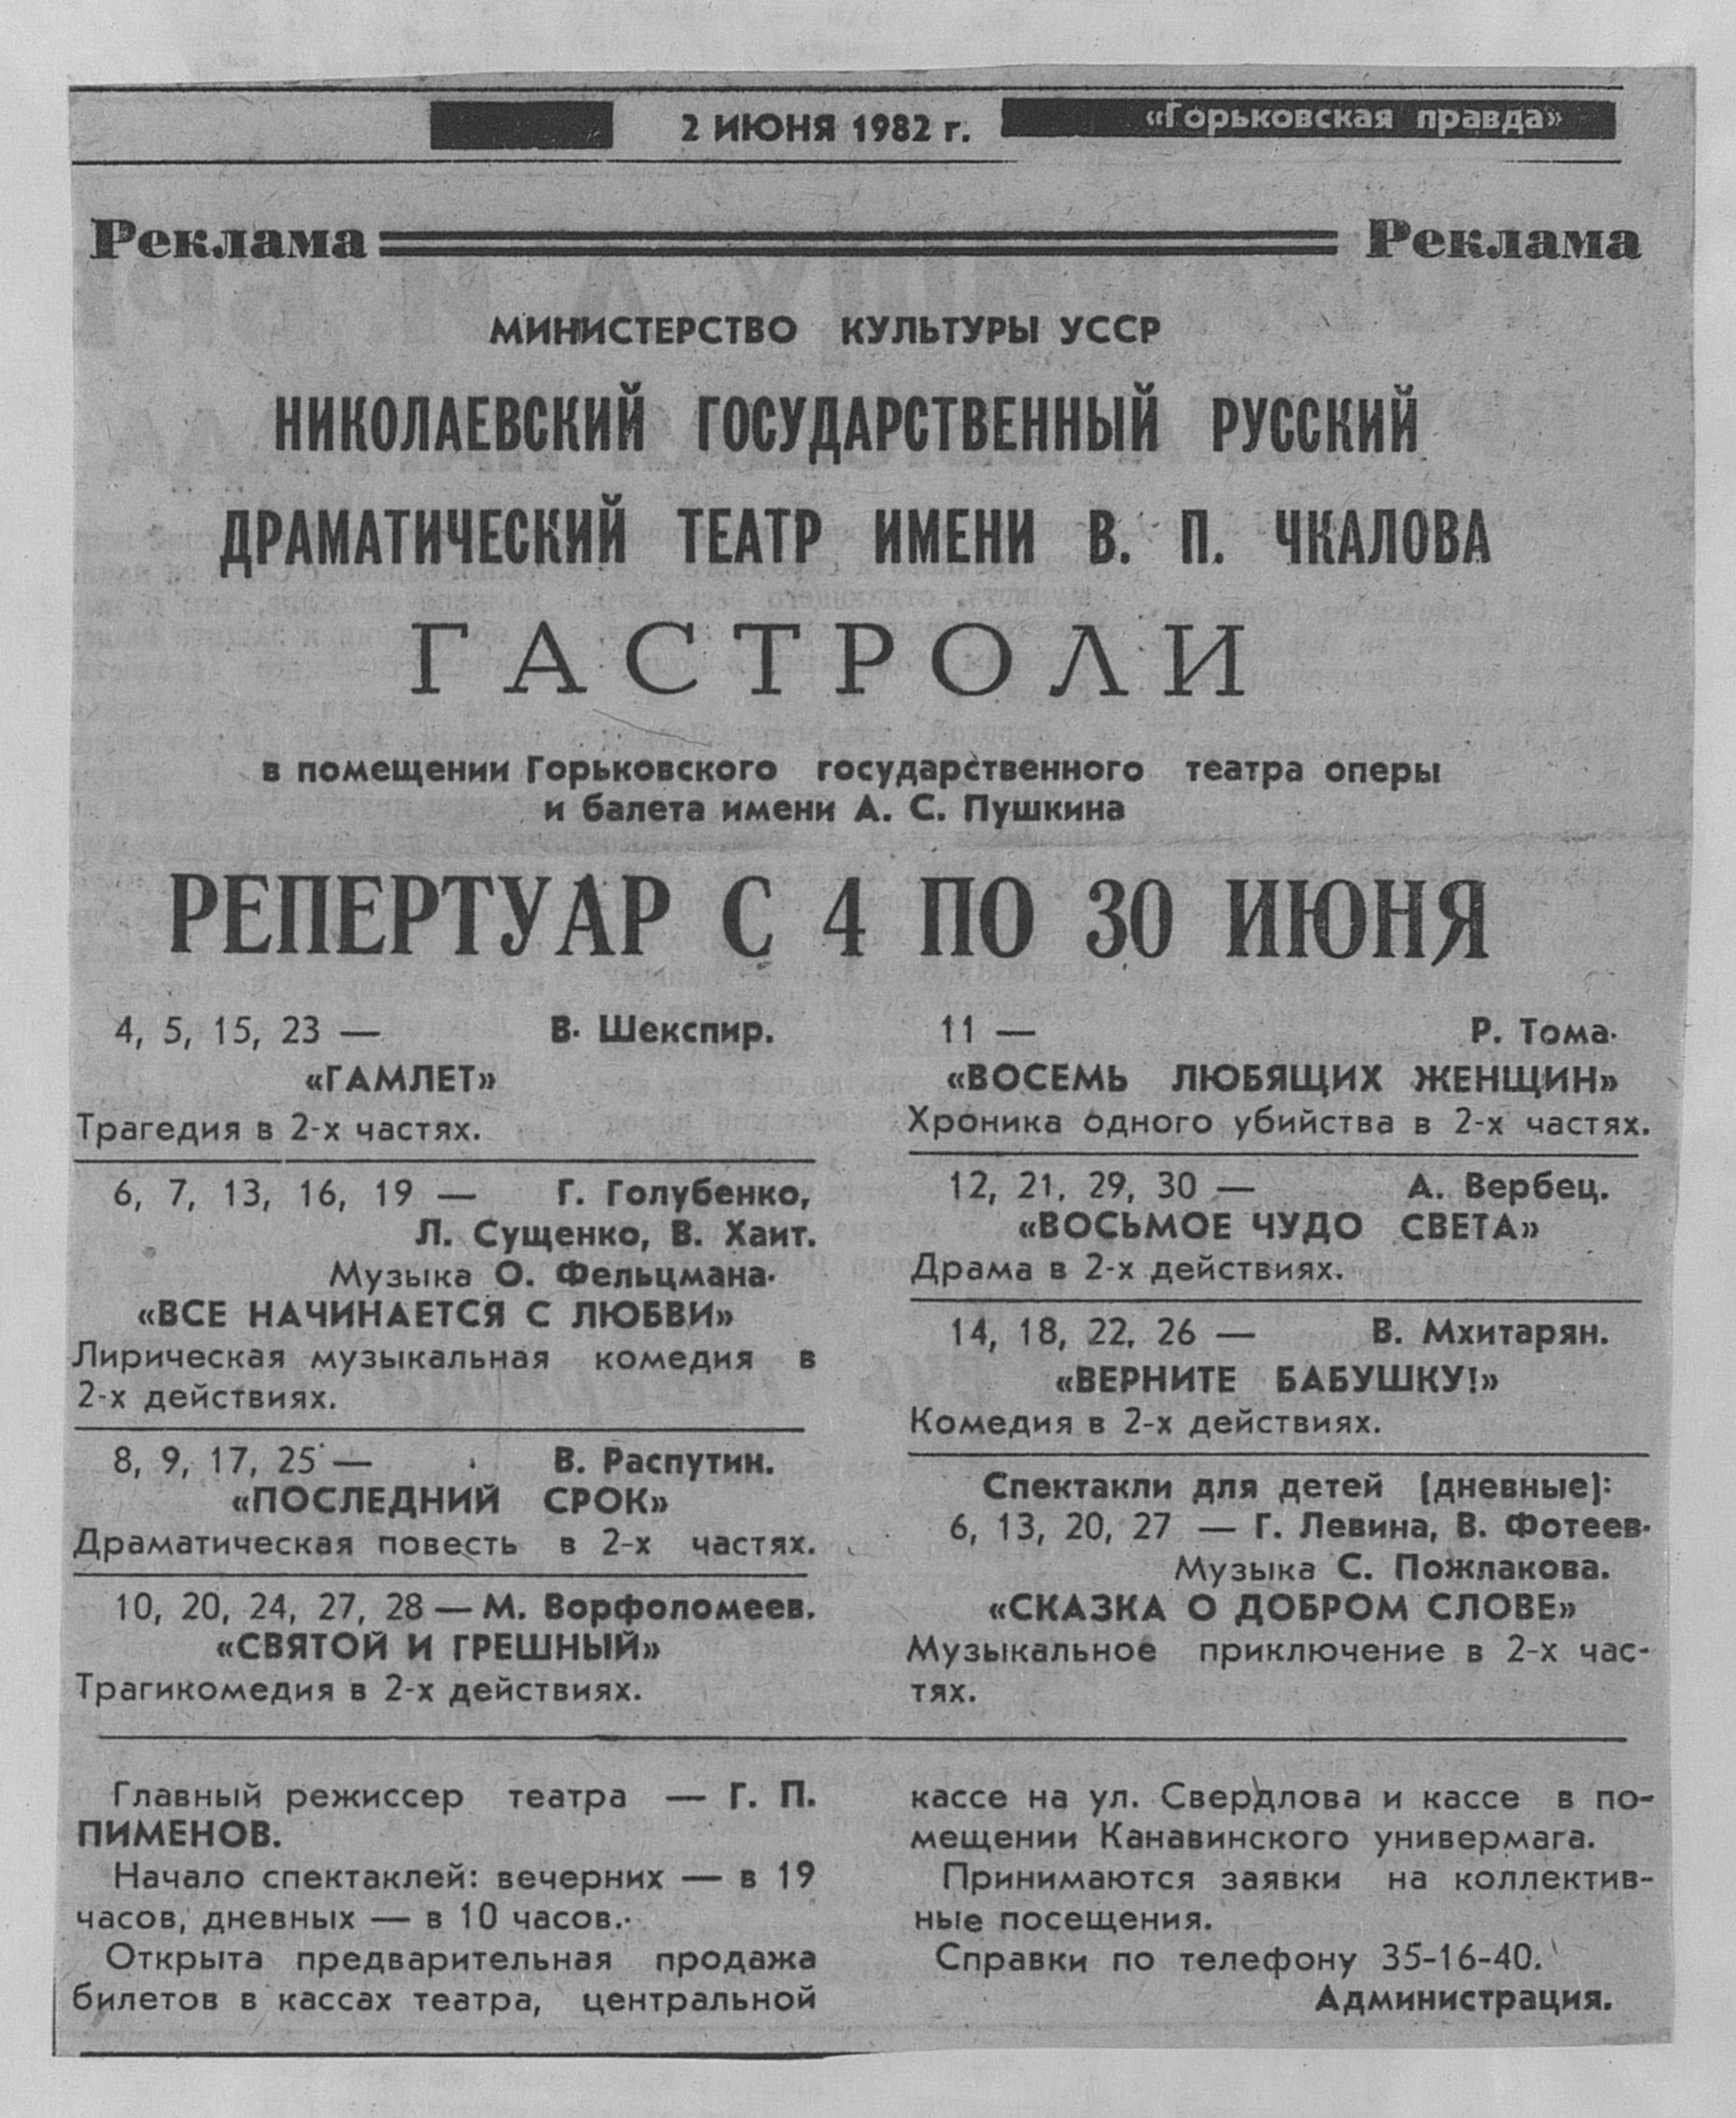 2 ИЮНЯ 1982 г.
«Горьковская правда»
Реклама
Реклама
МИНИСТЕРСТВО КУЛЬТУРЫ УССР
НИКОЛАЕВСКИЙ ГОСУДАРСТВЕННЫЙ РУССКИЙ
ДРАМАТИЧЕСКИЙ ТЕАТР ИМЕНИ В. П. ЧКАЛОВА
ГАСТРОЛИ
в помещении Горьковского государственного театра оперы
и балета имени А. С. Пушкина
РЕПЕРТУАР С 4 ПО 30 ИЮНЯ
4, 5, 15, 23 — В. Шекспир.
«ГАМЛЕТ»
Трагедия в 2-х частях.
6, 7, 13, 16, 19 — Г. Голубенко,
Л. Сущенко, В. Хаит.
Музыка О. Фельцмана.
«ВСЕ НАЧИНАЕТСЯ С ЛЮБВИ»
Лирическая музыкальная комедия в
2-х действиях.
8, 9, 17, 25 — В. Распутин.
«ПОСЛЕДНИЙ СРОК»
Драматическая повесть в 2-х частях.
10, 20, 24, 27, 28 — М. Ворфоломеев.
«СВЯТОЙ И ГРЕШНЫЙ»
Трагикомедия в 2-х действиях.
11 — Р. Тома.
«ВОСЕМЬ ЛЮБЯЩИХ ЖЕНЩИН»
Хроника одного убийства в 2-х частях.
12, 21, 29, 30 — А. Вербец.
«ВОСЬМОЕ ЧУДО СВЕТА»
Драма в 2-х действиях.
14, 18, 22, 26 — В. Мхитарян.
«ВЕРНИТЕ БАБУШКУ!»
Комедия в 2-х действиях.
Спектакли для детей (дневные):
6, 13, 20, 27 — Г. Левина, В. Фотеев.
Музыка С. Пожлакова.
«СКАЗКА О ДОБРОМ СЛОВЕ»
Музыкальное приключение в 2-х час-
тях.
Главный режиссер театра — Г. П.
ПИМЕНОВ.
Начало спектаклей: вечерних — в 19
часов, дневных — в 10 часов.
Открыта предварительная продажа
билетов в кассах театра, центральной
кассе на ул. Свердлова и кассе в по-
мещении Канавинского универмага.
Принимаются заявки на коллектив-
ные посещения.
Справки по телефону 35-16-40.
Администрация.